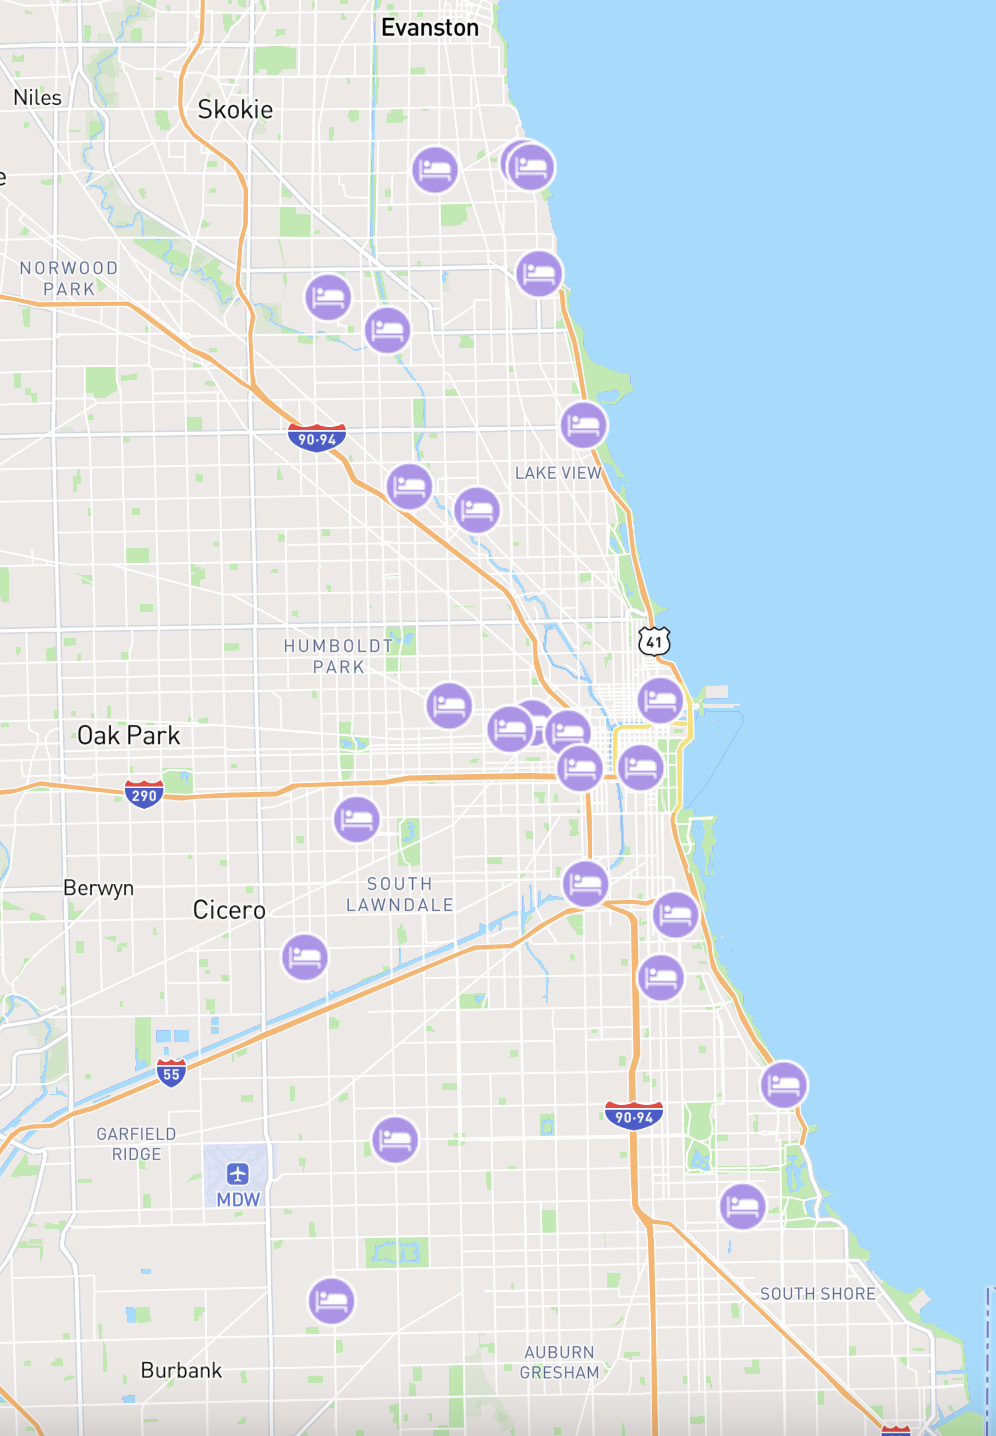 Evanston
Niles
Skokie
e
NORWOOD
PARK
90-94
LAKE VIEW
41
HUMBOLDT
PARK
Oak Park
290
Berwyn
SOUTH
LAWNDALE
Cicero
55
90-94
GARFIELD
RIDGE
MDW
SOUTH SHORE
AUBURN
GRESHAM
Burbank